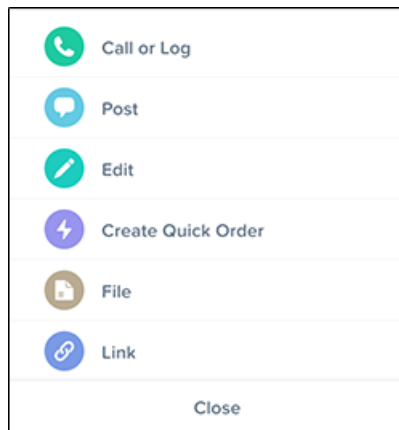 Call or Log
Post
Edit
Create Quick Order
File
Link
Close